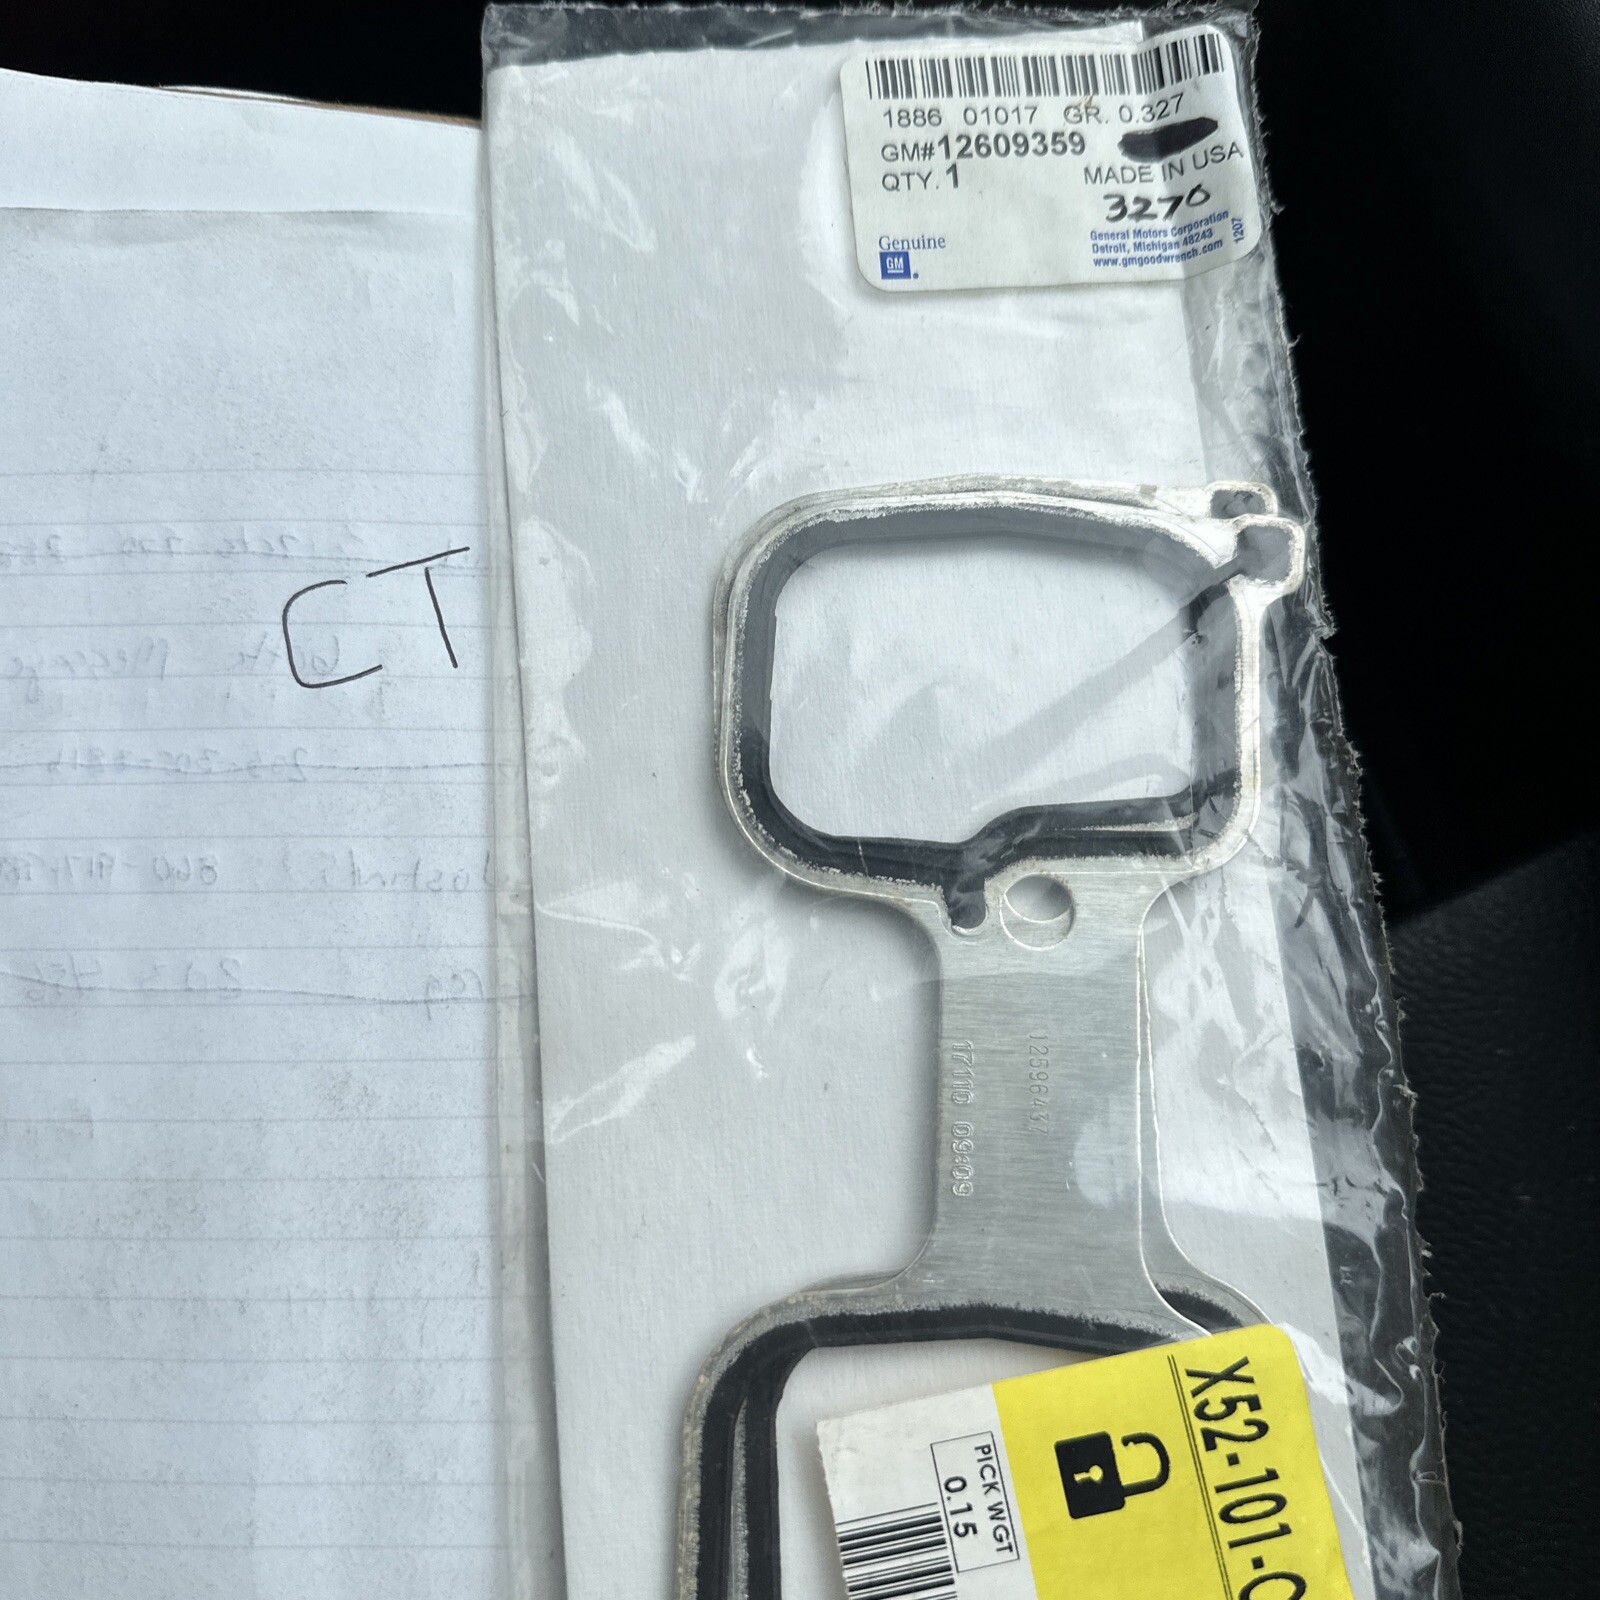 1886 01017 GR. 0.327
GM#12609359
QTY. 1 MADE IN USA
3270
Genuine
GM
General Motors Corporation
Detroit, Michigan 48243
www.gmgoodwrench.com
1207
CT
12596437
17110 09:09
X52-101-
PICK WGT
0.15